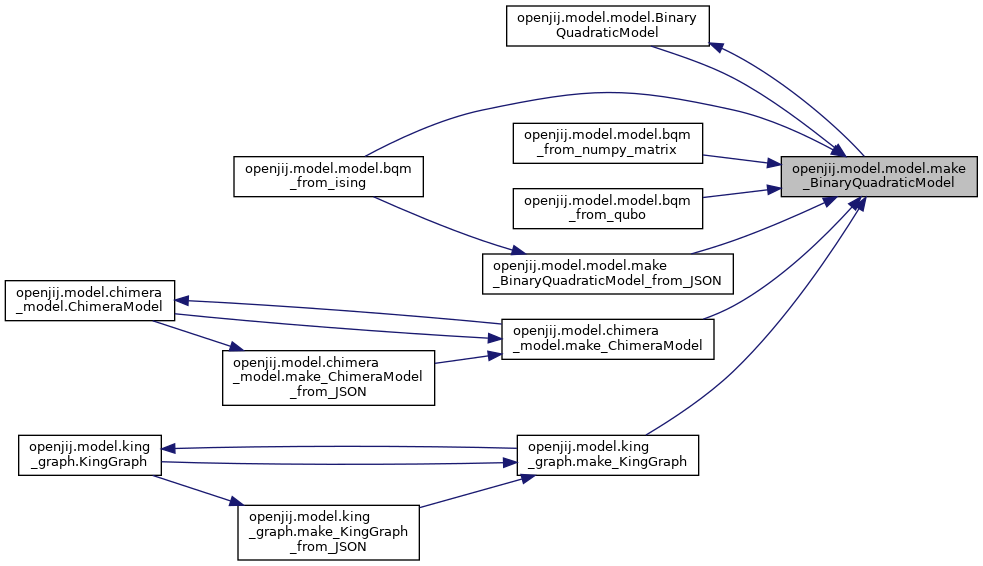 openjij.model.model.Binary
QuadraticModel
openjij.model.model.bqm
_from_numpy_matrix
openjij.model.model.make
_BinaryQuadraticModel
openjij.model.model.bqm
_from_ising
openjij.model.model.bqm
_from_qubo
openjij.model.model.make
_BinaryQuadraticModel_from_JSON
openjij.model.chimera
_model.ChimeraModel
openjij.model.chimera
_model.make_ChimeraModel
openjij.model.chimera
_model.make_ChimeraModel
_from_JSON
openjij.model.king
_graph.KingGraph
openjij.model.king
_graph.make_KingGraph
openjij.model.king
_graph.make_KingGraph
_from_JSON